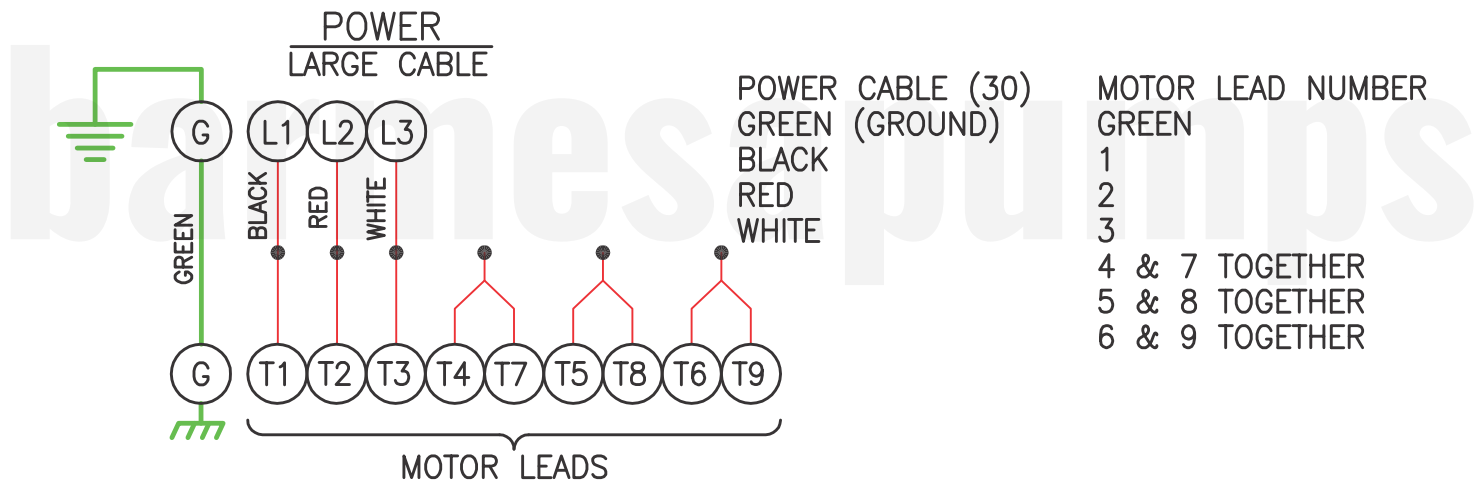 POWER
LARGE CABLE
G L1 L2 L3
GREEN
BLACK
RED
WHITE
G T1 T2 T3 T4 T7 T5 T8 T6 T9
MOTOR LEADS
POWER CABLE (30) MOTOR LEAD NUMBER
GREEN (GROUND) GREEN
BLACK 1
RED 2
WHITE 3
4 & 7 TOGETHER
5 & 8 TOGETHER
6 & 9 TOGETHER
barmesapumps